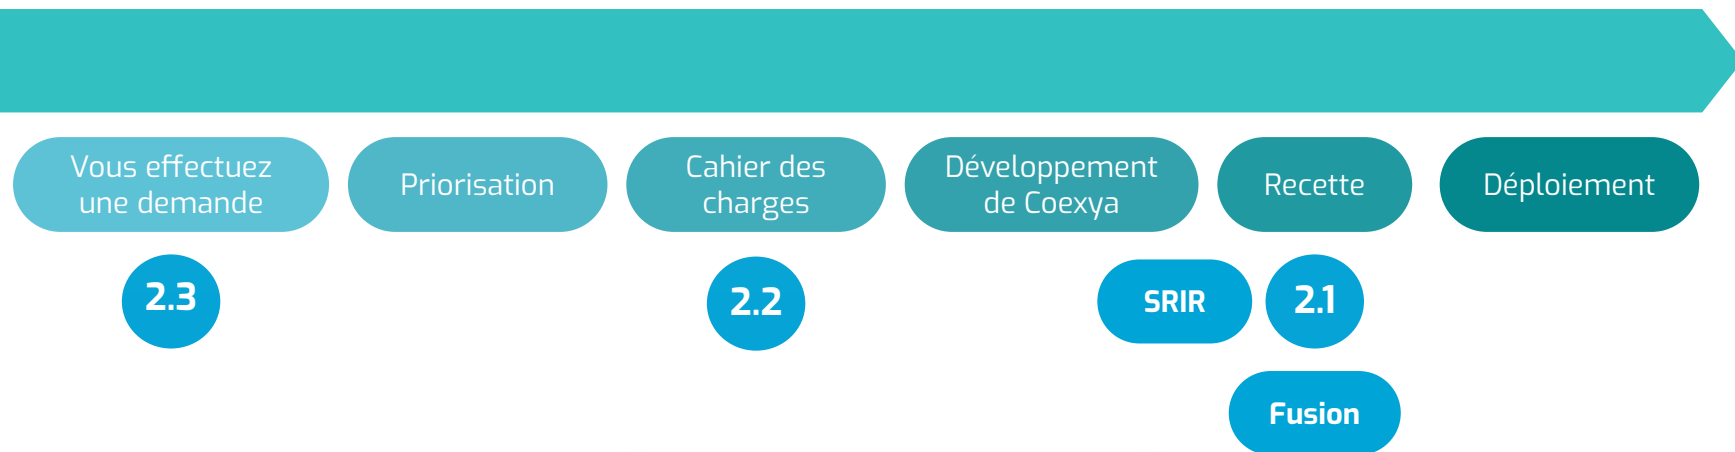 Vous effectuez
une demande
Priorisation
Cahier des
charges
Développement
de Coexya
Recette
Déploiement
2.3
2.2
SRIR
2.1
Fusion